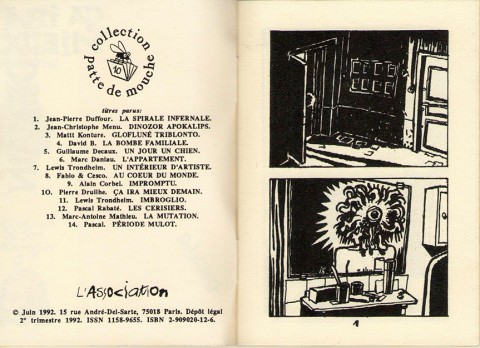 collection
patte de mouche
10
titres parus:
1. Jean-Pierre Duffour. LA SPIRALE INFERNALE.
2. Jean-Christophe Menu. DINOZOR APOKALIPS.
3. Matti Konture. GLOFLUNÉ TRIBLONTO.
4. David B. LA BOMBE FAMILIALE.
5. Guillaume Decaux. UN JOUR UN CHIEN.
6. Marc Daniau. L'APPARTEMENT.
7. Lewis Trondheim. UN INTÉRIEUR D'ARTISTE.
8. Fabio & Cesco. AU COEUR DU MONDE.
9. Alain Corbel. IMPROMPTU.
10. Pierre Druilhe. ÇA IRA MIEUX DEMAIN.
11. Lewis Trondheim. IMBROGLIO.
12. Pascal Rabaté. LES CERISIERS.
13. Marc-Antoine Mathieu. LA MUTATION.
14. Pascal. PÉRIODE MULOT.
L'ASSociation
© Juin 1992. 15 rue André-Del-Sarte, 75018 Paris. Dépôt légal
2e trimestre 1992. ISSN 1158-9655. ISBN 2-909020-12-6.
1